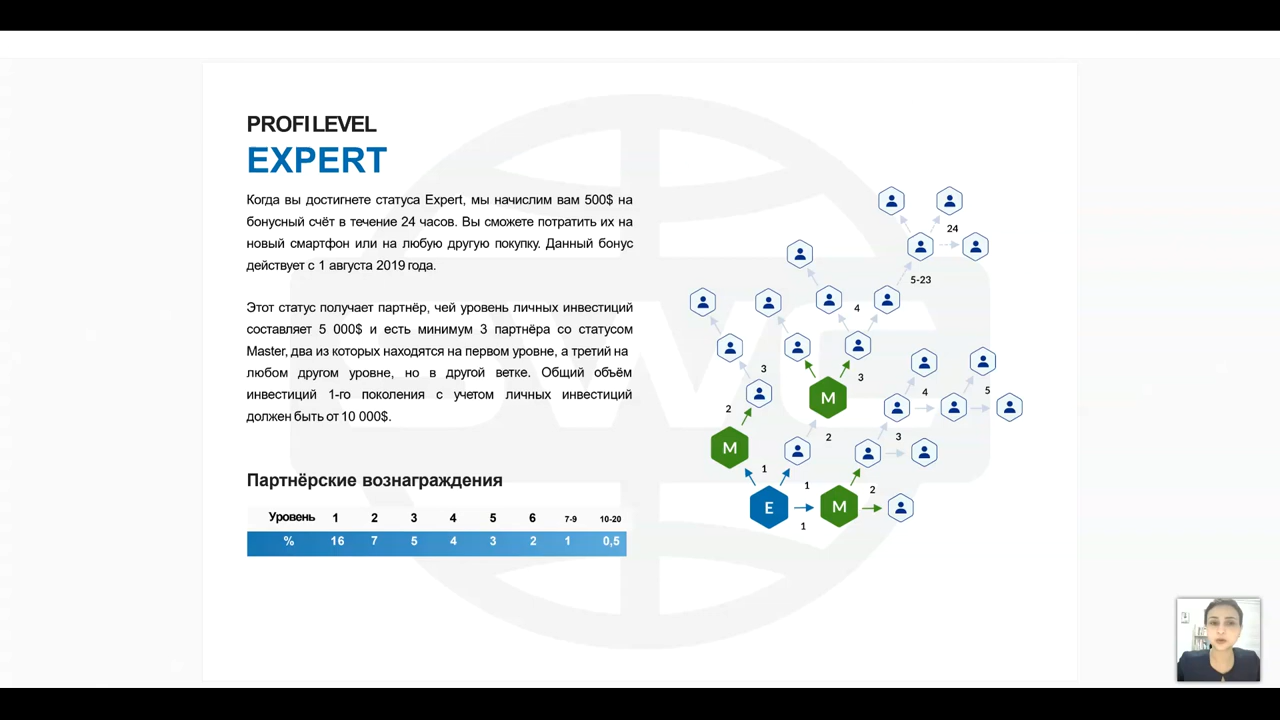 PROFI LEVEL
EXPERT
Когда вы достигнете статуса Expert, мы начислим вам 500$ на
бонусный счёт в течение 24 часов. Вы сможете потратить их на
новый смартфон или на любую другую покупку. Данный бонус
действует с 1 августа 2019 года.
Этот статус получает партнёр, чей уровень личных инвестиций
составляет 5 000$ и есть минимум 3 партнёра со статусом
Master, два из которых находятся на первом уровне, а третий на
любом другом уровне, но в другой ветке. Общий объём
инвестиций 1-го поколения с учетом личных инвестиций
должен быть от 10 000$.
Партнёрские вознаграждения
Уровень 1 2 3 4 5 6 7-9 10-20
% 16 7 5 4 3 2 1 0,5
24
5-23
4
3
3
4
5
2
M
2
3
M
1
1
2
E
M
1
SWC